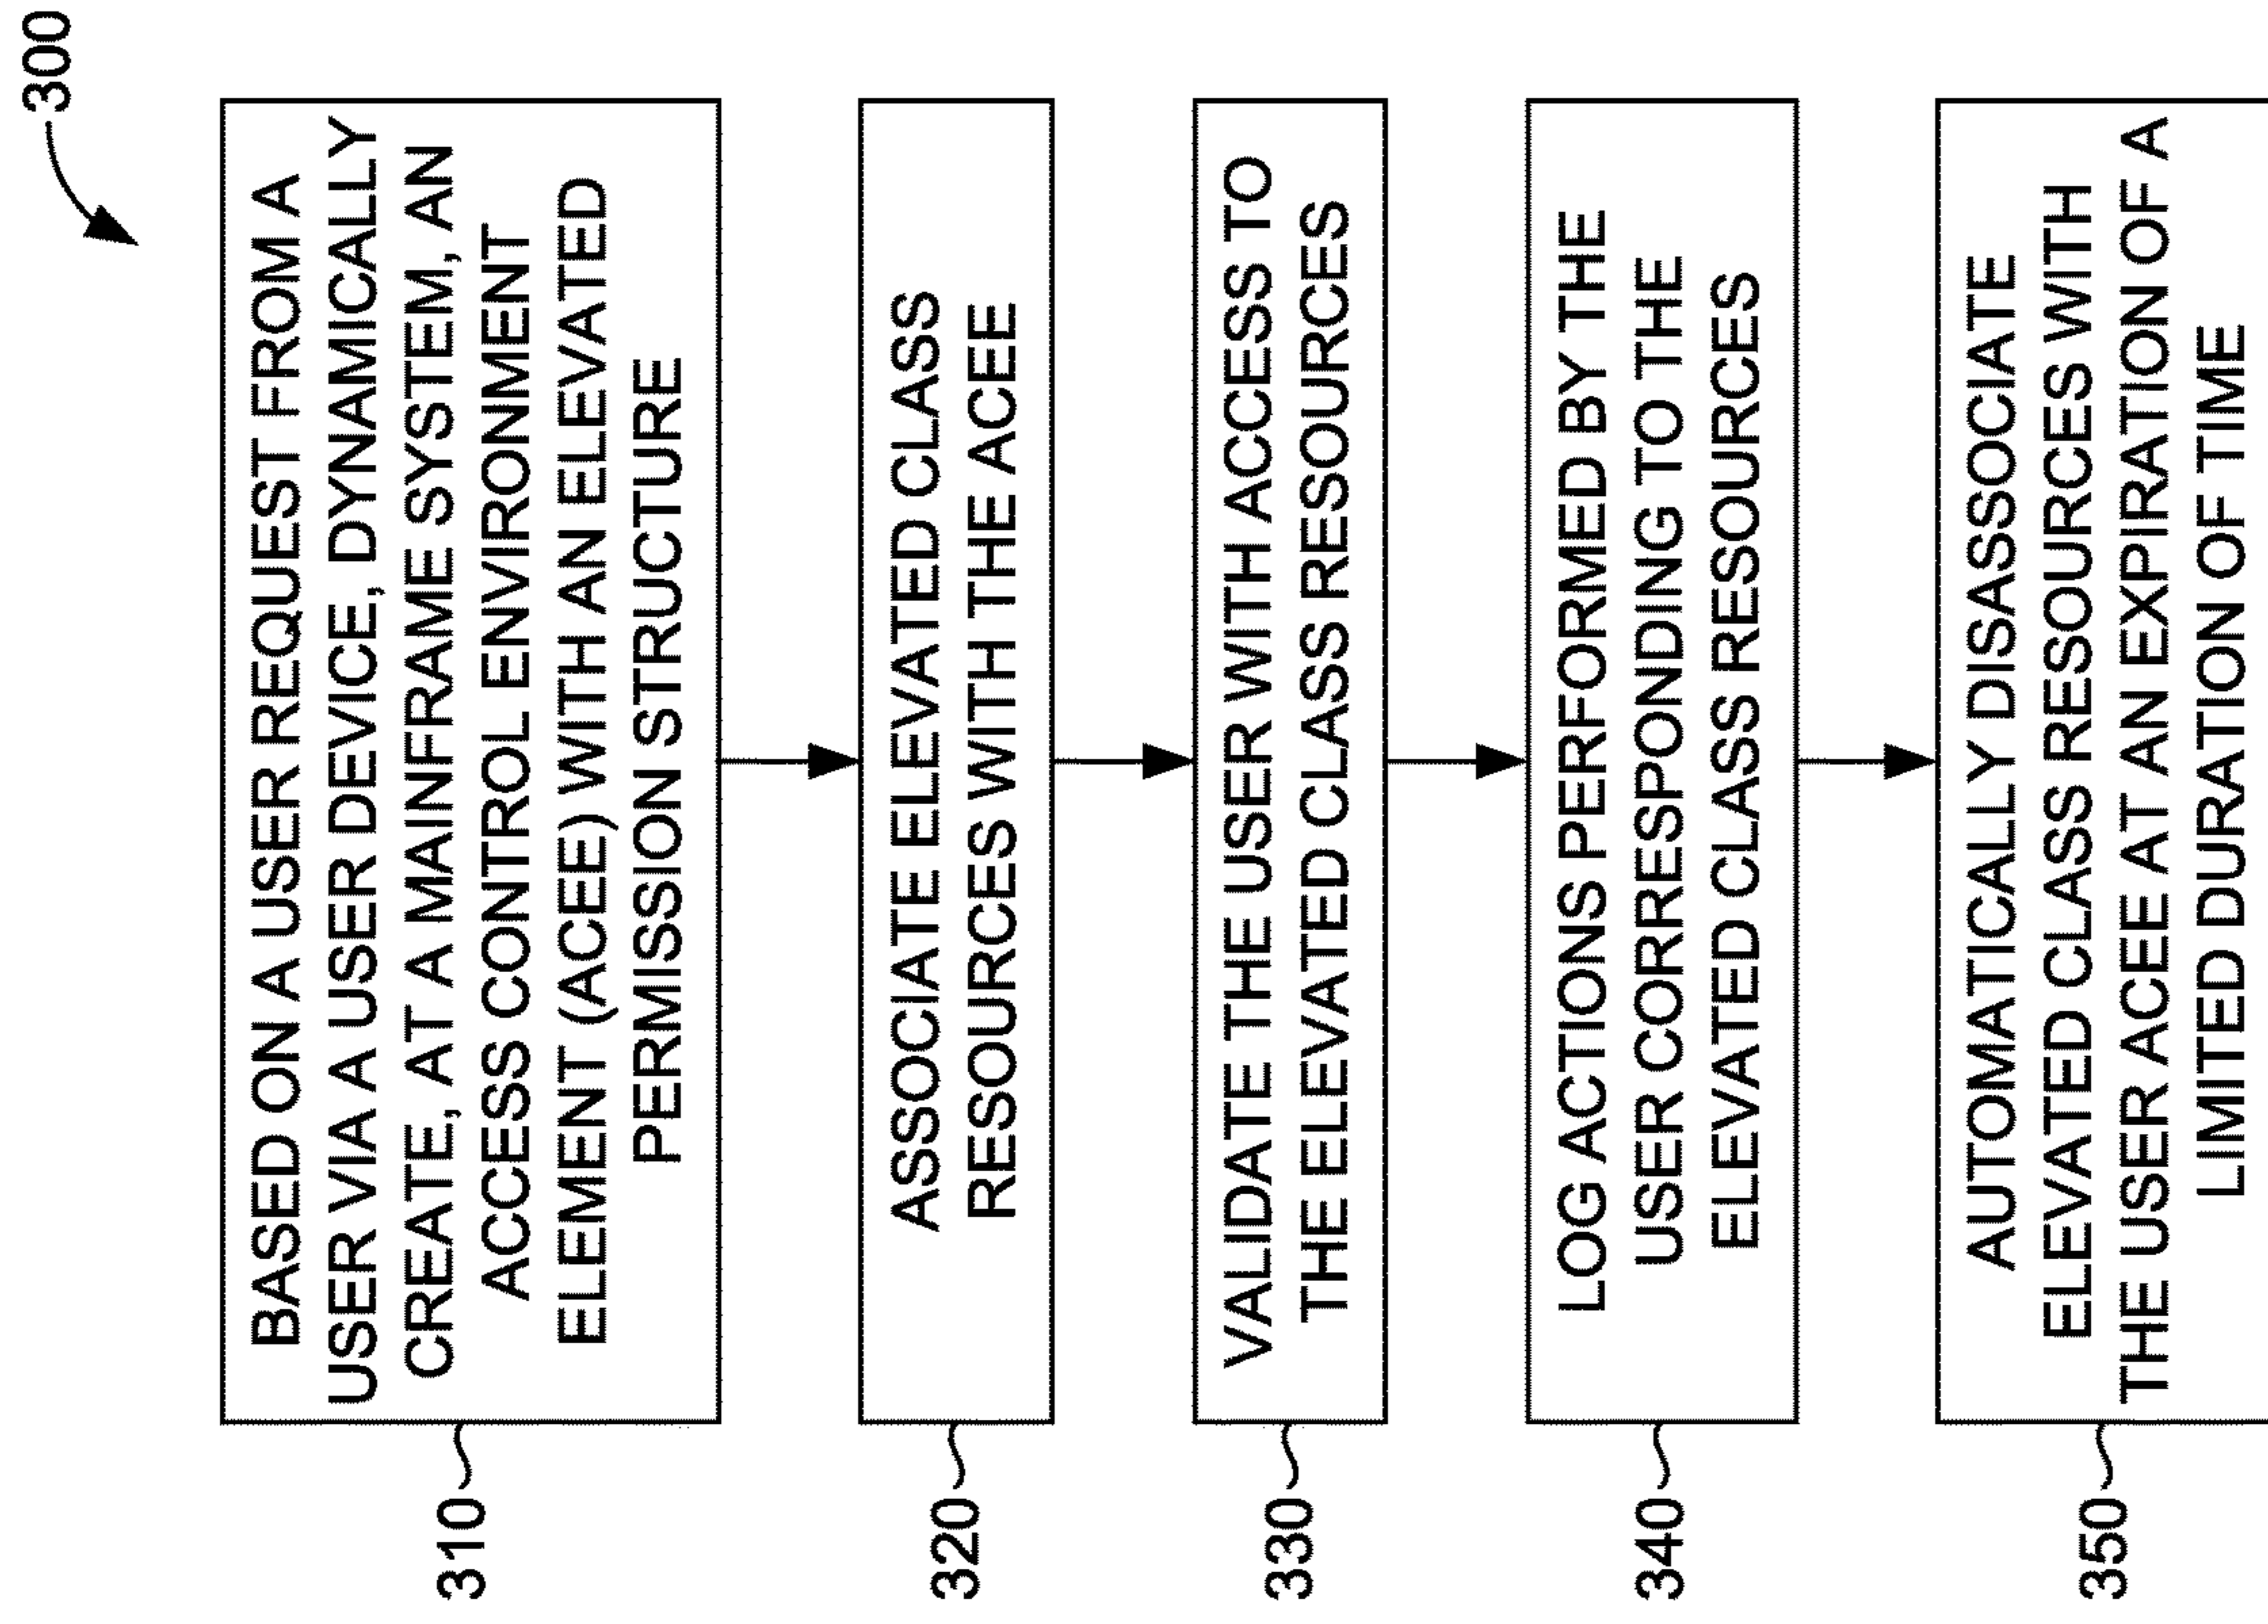 300
310
BASED ON A USER REQUEST FROM A
USER VIA A USER DEVICE, DYNAMICALLY
CREATE, AT A MAINFRAME SYSTEM, AN
ACCESS CONTROL ENVIRONMENT
ELEMENT (ACEE) WITH AN ELEVATED
PERMISSION STRUCTURE
320
ASSOCIATE ELEVATED CLASS
RESOURCES WITH THE ACEE
330
VALIDATE THE USER WITH ACCESS TO
THE ELEVATED CLASS RESOURCES
340
LOG ACTIONS PERFORMED BY THE
USER CORRESPONDING TO THE
ELEVATED CLASS RESOURCES
350
AUTOMATICALLY DISASSOCIATE
ELEVATED CLASS RESOURCES WITH
THE USER ACEE AT AN EXPIRATION OF A
LIMITED DURATION OF TIME